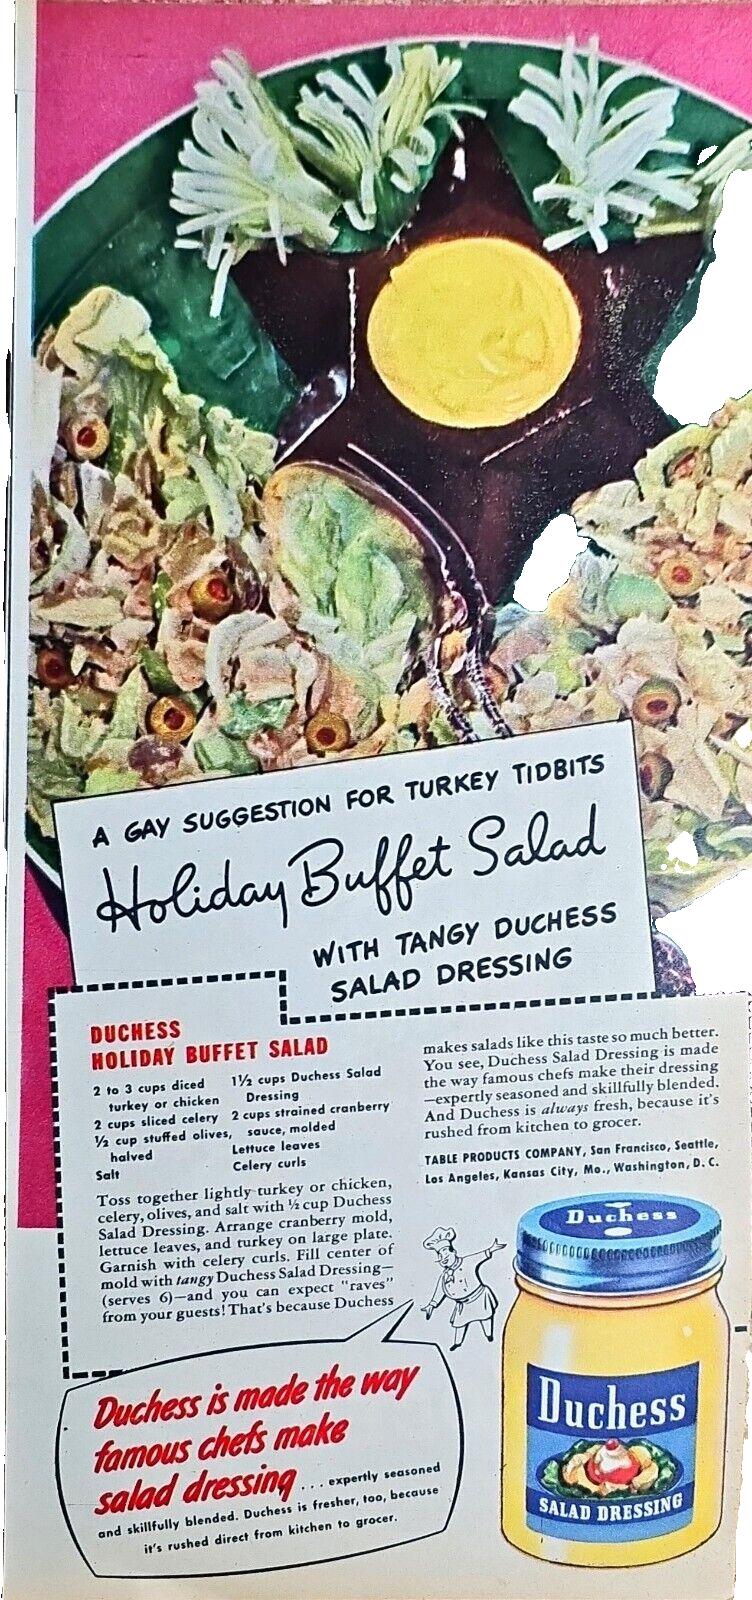 A GAY SUGGESTION FOR TURKEY TIDBITS
Holiday Buffet Salad
WITH TANGY DUCHESS
SALAD DRESSING
DUCHESS
HOLIDAY BUFFET SALAD
2 to 3 cups diced
turkey or chicken
2 cups sliced celery
½ cup stuffed olives,
halved
Salt
1½ cups Duchess Salad
Dressing
2 cups strained cranberry
sauce, molded
Lettuce leaves
Celery curls
Toss together lightly turkey or chicken,
celery, olives, and salt with ½ cup Duchess
Salad Dressing. Arrange cranberry mold,
lettuce leaves, and turkey on large plate.
Garnish with celery curls. Fill center of
mold with tangy Duchess Salad Dressing—
(serves 6)—and you can expect "raves"
from your guests! That's because Duchess
makes salads like this taste so much better.
You see, Duchess Salad Dressing is made
the way famous chefs make their dressing
—expertly seasoned and skillfully blended.
And Duchess is always fresh, because it's
rushed from kitchen to grocer.
TABLE PRODUCTS COMPANY, San Francisco, Seattle,
Los Angeles, Kansas City, Mo., Washington, D. C.
Duchess is made the way
famous chefs make
salad dressing . . . expertly seasoned
and skillfully blended. Duchess is fresher, too, because
it's rushed direct from kitchen to grocer.
Duchess
Duchess
SALAD DRESSING